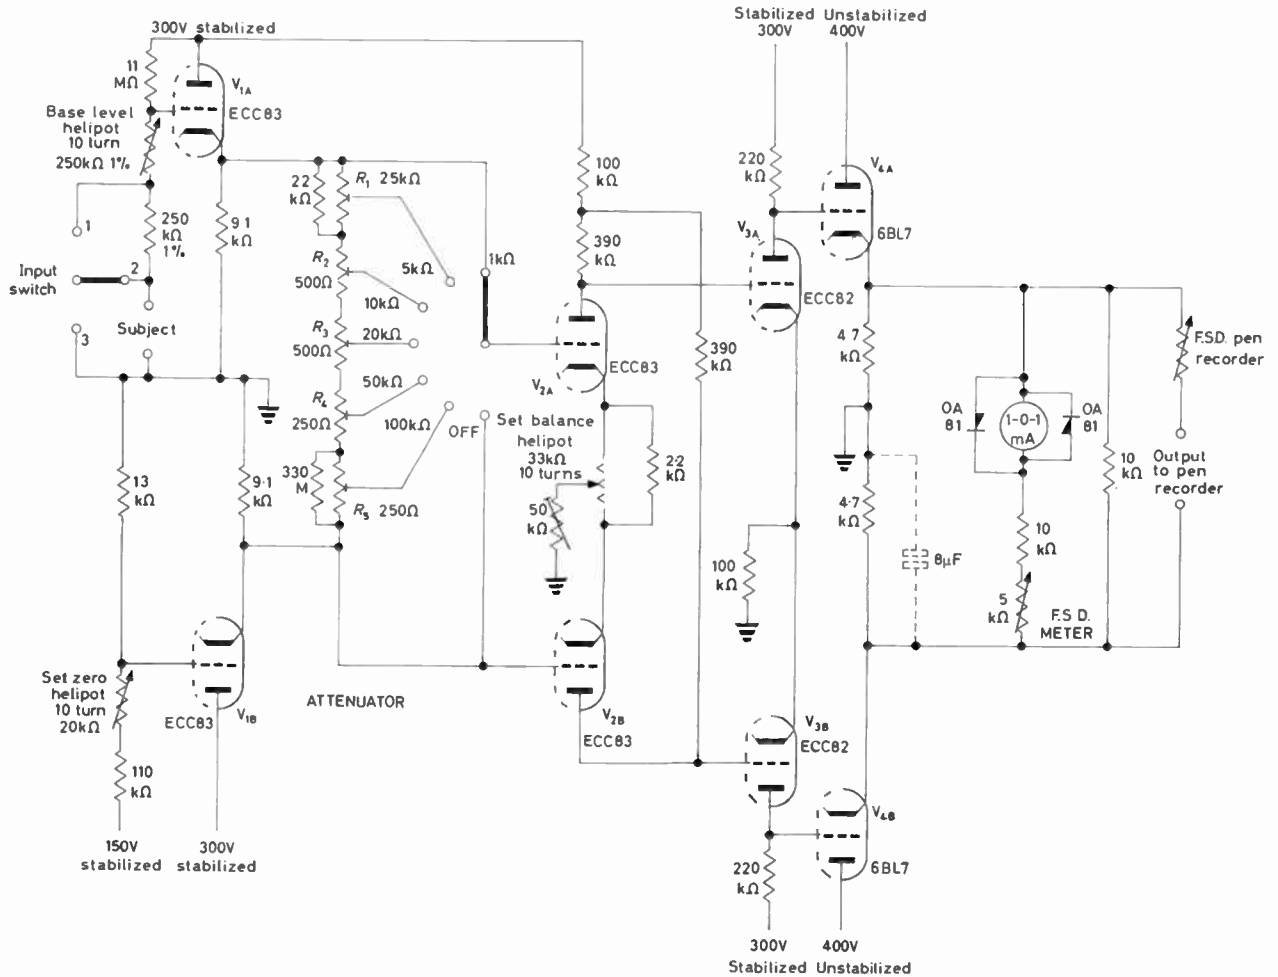 300V stabilized
11
MΩ
V1A
ECC83
Base level
helipot
10 turn
250kΩ 1%
1
250
kΩ
1%
Input
switch
2
3
Subject
9·1
kΩ
22
kΩ
R1 25kΩ
R2
500Ω
R3
500Ω
R4
250Ω
330
M
R5 250Ω
5kΩ
10kΩ
20kΩ
50kΩ
100kΩ
OFF
1kΩ
100
kΩ
390
kΩ
390
kΩ
V2A
ECC83
Set balance
helipot
33kΩ
10 turns
50
kΩ
2·2
kΩ
13
kΩ
9·1
kΩ
Set zero
helipot
10 turn
20kΩ
ECC83
V1B
110
kΩ
150V
stabilized
300V
stabilized
ATTENUATOR
V2B
ECC83
Stabilized
300V
Unstabilized
400V
220
kΩ
V3A
ECC82
V4A
6BL7
4·7
kΩ
4·7
kΩ
8μF
100
kΩ
OA
81
1-0-1
mA
OA
81
10
kΩ
5
kΩ
F.S.D.
METER
10
kΩ
F.S.D. pen
recorder
Output
to pen
recorder
V3B
ECC82
V4B
6BL7
220
kΩ
300V
Stabilized
400V
Unstabilized